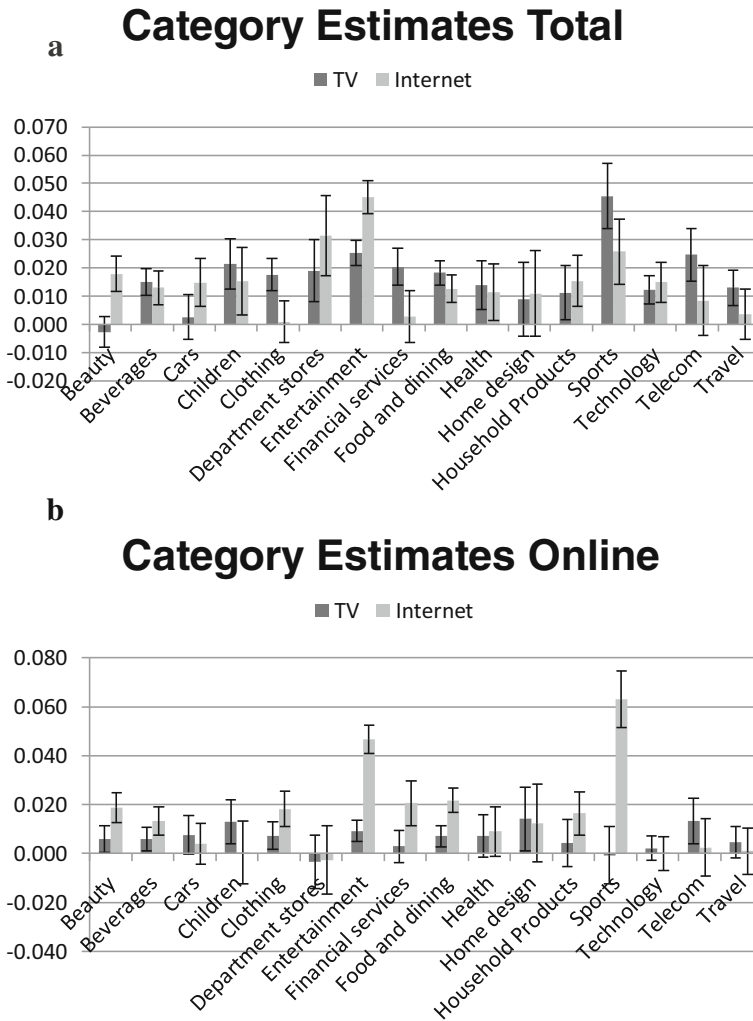 a
Category Estimates Total
TV Internet
0.070
0.060
0.050
0.040
0.030
0.020
0.010
0.000
-0.010
-0.020
Beauty
Beverages
Cars
Children
Clothing
Department stores
Entertainment
Financial services
Food and dining
Health
Home design
Household Products
Sports
Technology
Telecom
Travel
b
Category Estimates Online
TV Internet
0.080
0.060
0.040
0.020
0.000
-0.020
-0.040
Beauty
Beverages
Cars
Children
Clothing
Department stores
Entertainment
Financial services
Food and dining
Health
Home design
Household Products
Sports
Technology
Telecom
Travel